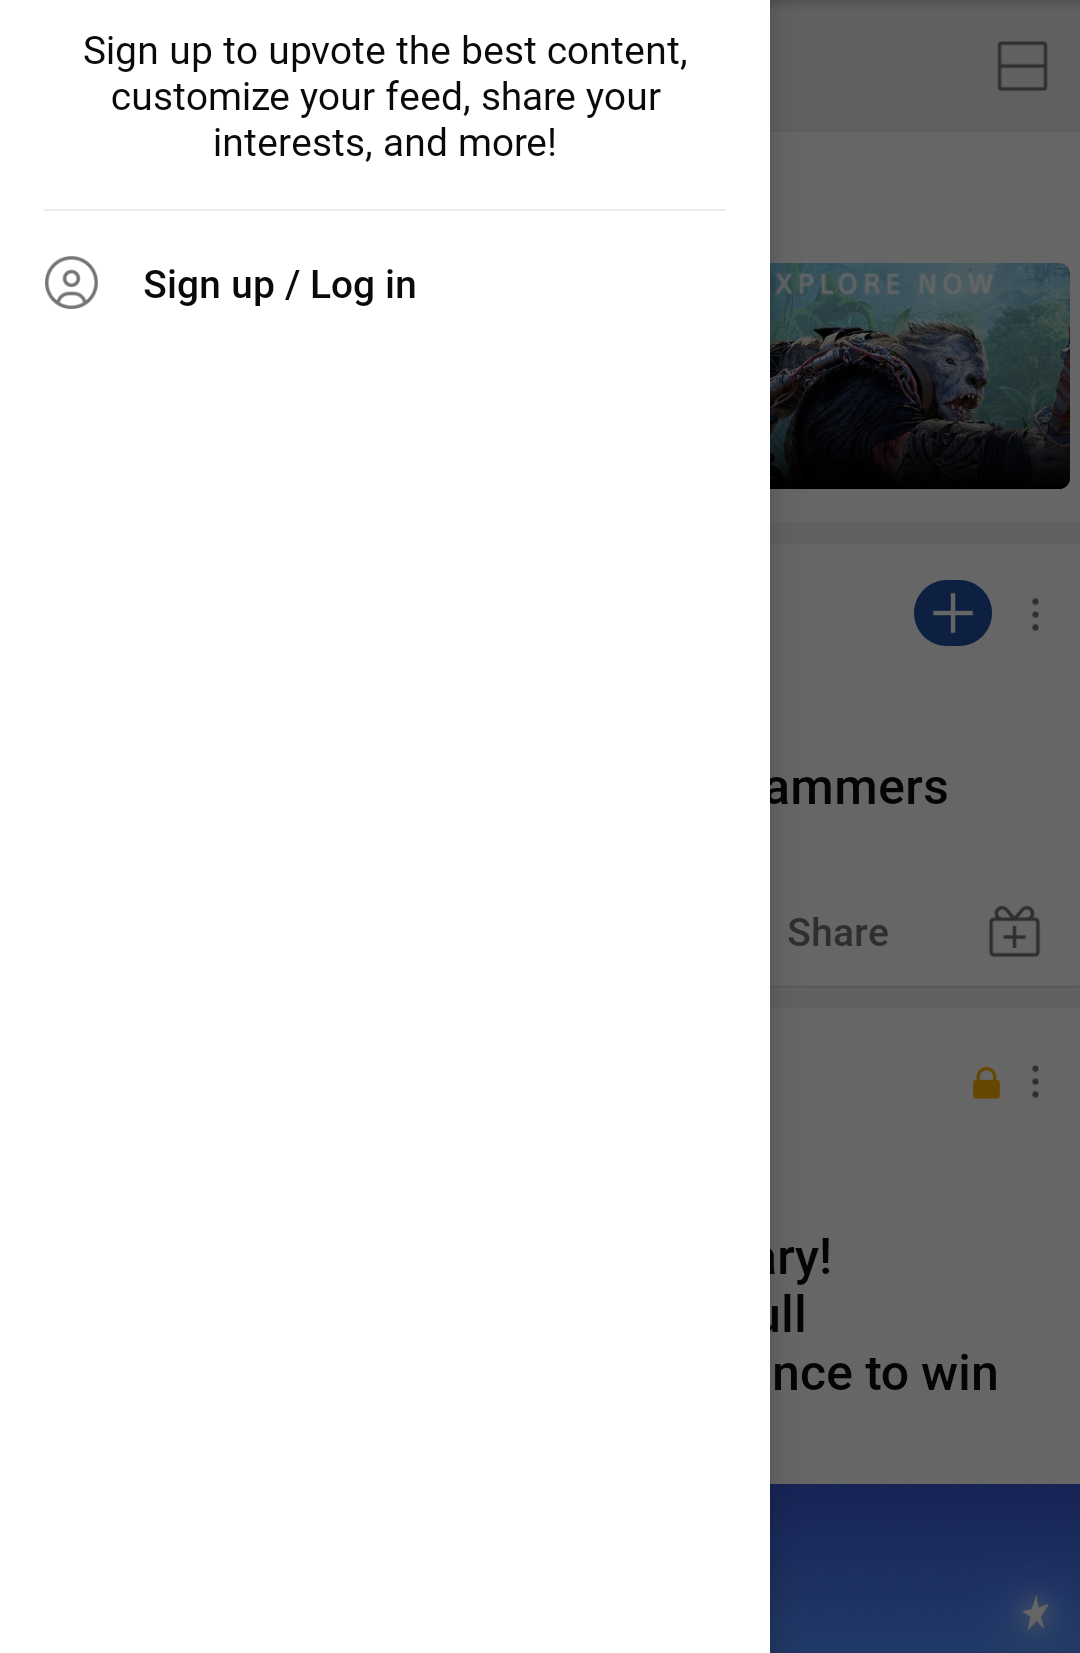 Sign up to upvote the best content,
customize your feed, share your
interests, and more!
Sign up / Log in
XPLORE NOW
ammers
Share
ry!
ll
nce to win